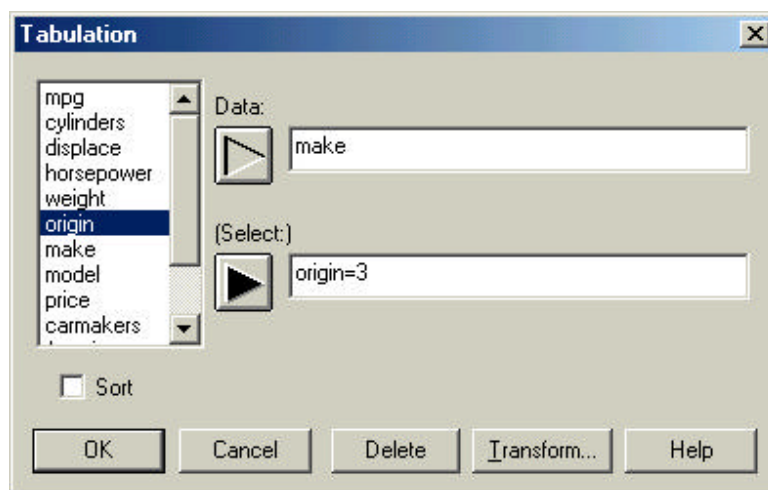 Tabulation
mpg
cylinders
displace
horsepower
weight
origin
make
model
price
carmakers
Data:
make
(Select:)
origin=3
Sort
OK
Cancel
Delete
Transform...
Help